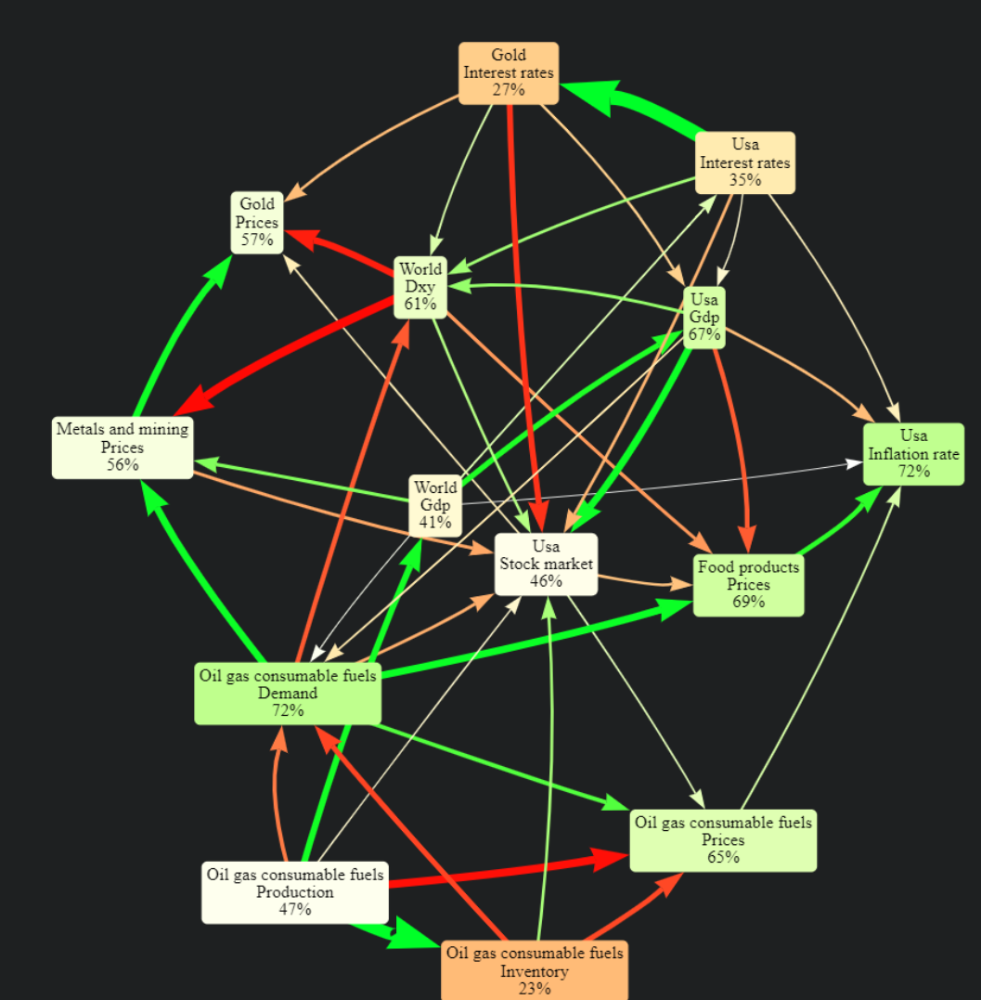 Gold
Interest rates
27%
Usa
Interest rates
35%
Gold
Prices
57%
World
Dxy
61%
Usa
Gdp
67%
Metals and mining
Prices
56%
Usa
Inflation rate
72%
World
Gdp
41%
Usa
Stock market
46%
Food products
Prices
69%
Oil gas consumable fuels
Demand
72%
Oil gas consumable fuels
Prices
65%
Oil gas consumable fuels
Production
47%
Oil gas consumable fuels
Inventory
23%